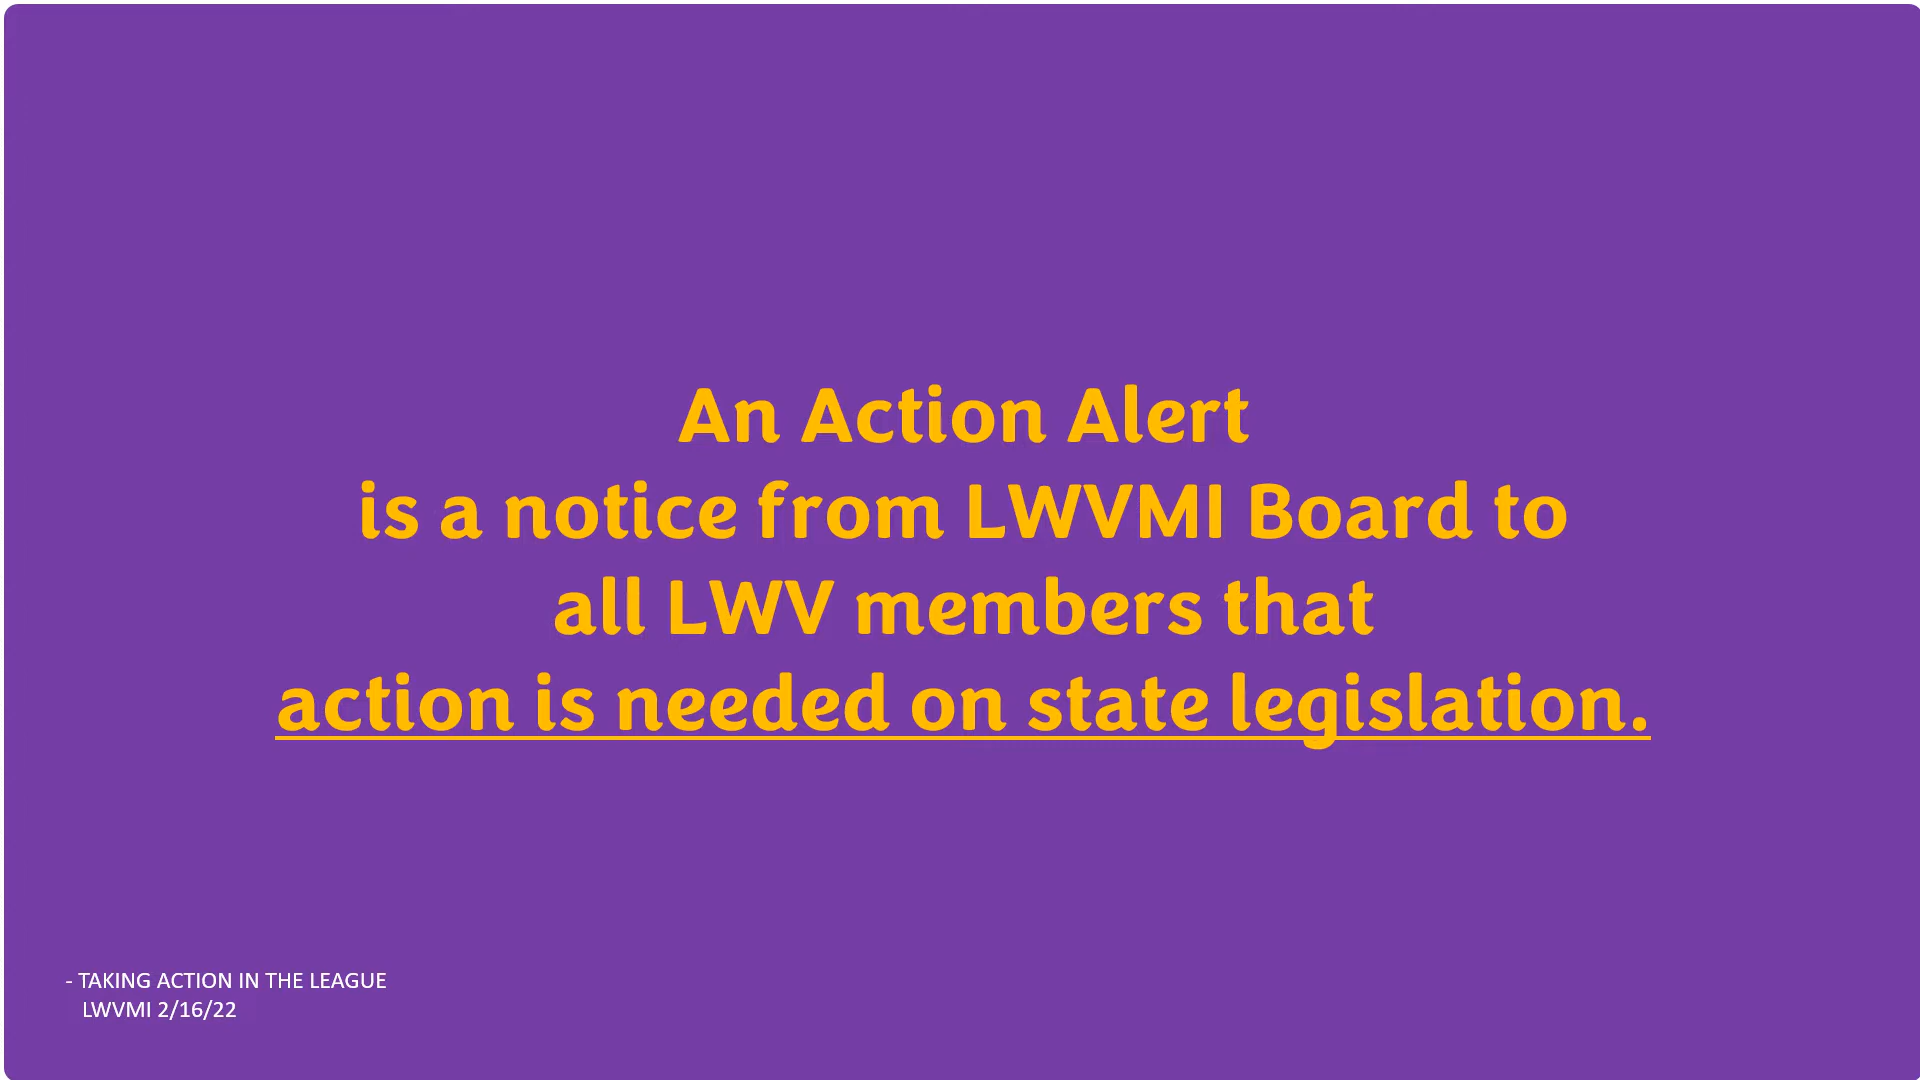 An Action Alert
is a notice from LWVMI Board to
all LWV members that
action is needed on state legislation.
- TAKING ACTION IN THE LEAGUE
LWVMI 2/16/22